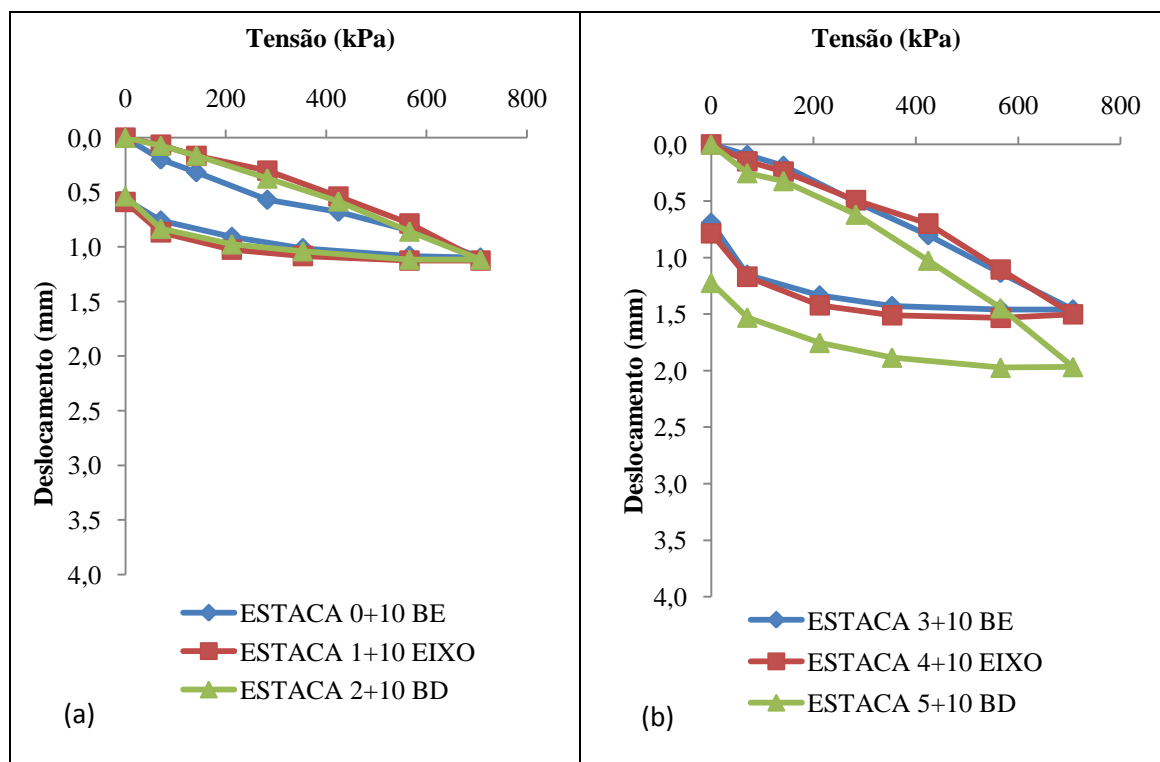 Tensão (kPa)
0 200 400 600 800
0,0
0,5
1,0
1,5
2,0
2,5
3,0
3,5
4,0
Deslocamento (mm)
ESTACA 0+10 BE
ESTACA 1+10 EIXO
ESTACA 2+10 BD
(a)
Tensão (kPa)
0 200 400 600 800
0,0
0,5
1,0
1,5
2,0
2,5
3,0
3,5
4,0
Deslocamento (mm)
ESTACA 3+10 BE
ESTACA 4+10 EIXO
ESTACA 5+10 BD
(b)